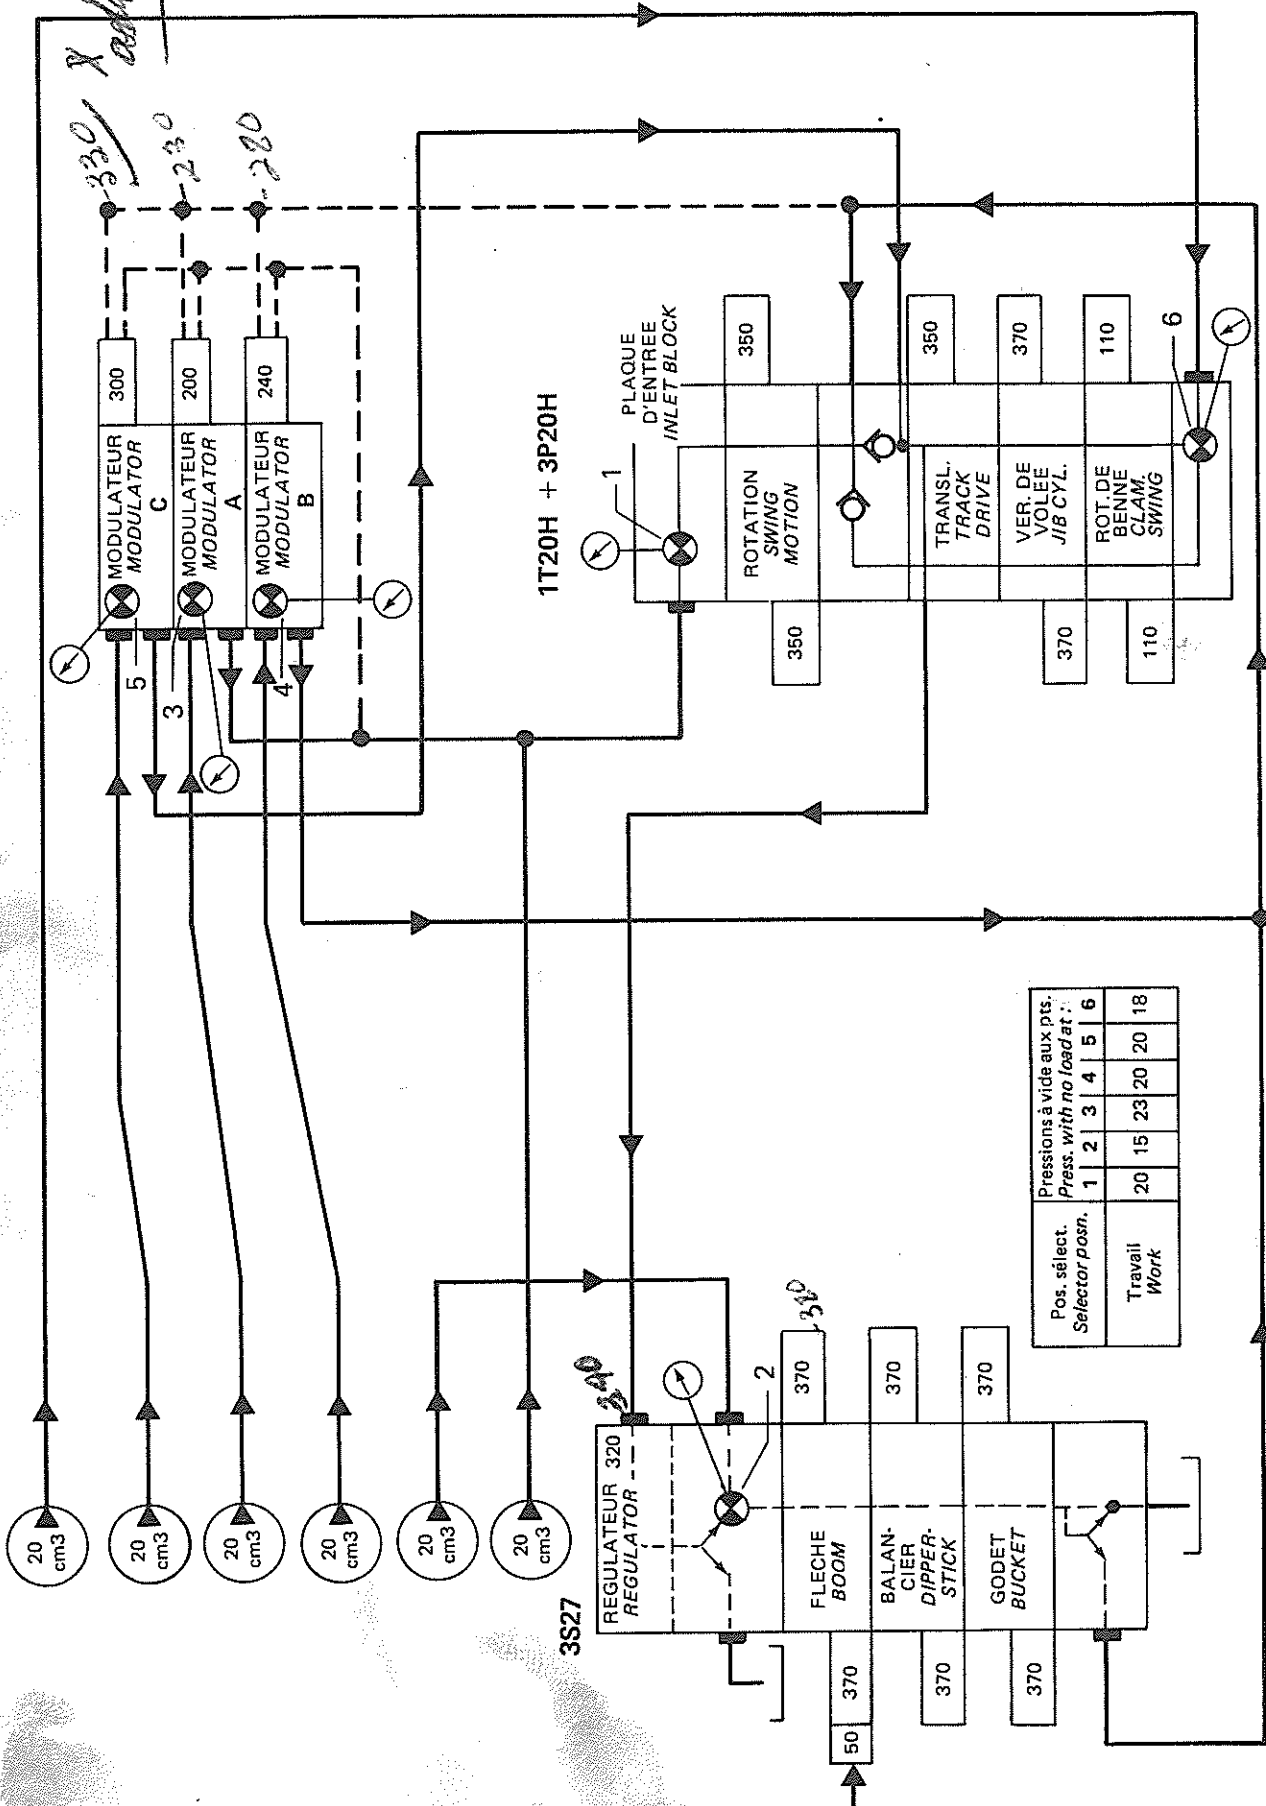 330
230
280
300
200
240
MODULATEUR
MODULATOR
C
MODULATEUR
MODULATOR
A
MODULATEUR
MODULATOR
B
5
3
4
1T20H + 3P20H
PLAQUE
D'ENTREE
INLET BLOCK
1
350
350
370
110
6
ROTATION
SWING
MOTION
TRANSL.
TRACK
DRIVE
VER. DE
VOLEE
JIB CYL.
ROT. DE
BENNE
CLAM.
SWING
350
370
110
20
cm3
20
cm3
20
cm3
20
cm3
20
cm3
20
cm3
3S27
340
REGULATEUR 320
REGULATOR
2
370
380
370
370
FLECHE
BOOM
BALAN-
CIER
DIPPER-
STICK
GODET
BUCKET
50 370
370
370
Pos. sélect.
Selector posn.
Pressions à vide aux pts.
Press. with no load at :
1 2 3 4 5 6
Travail
Work
20 15 23 20 20 18